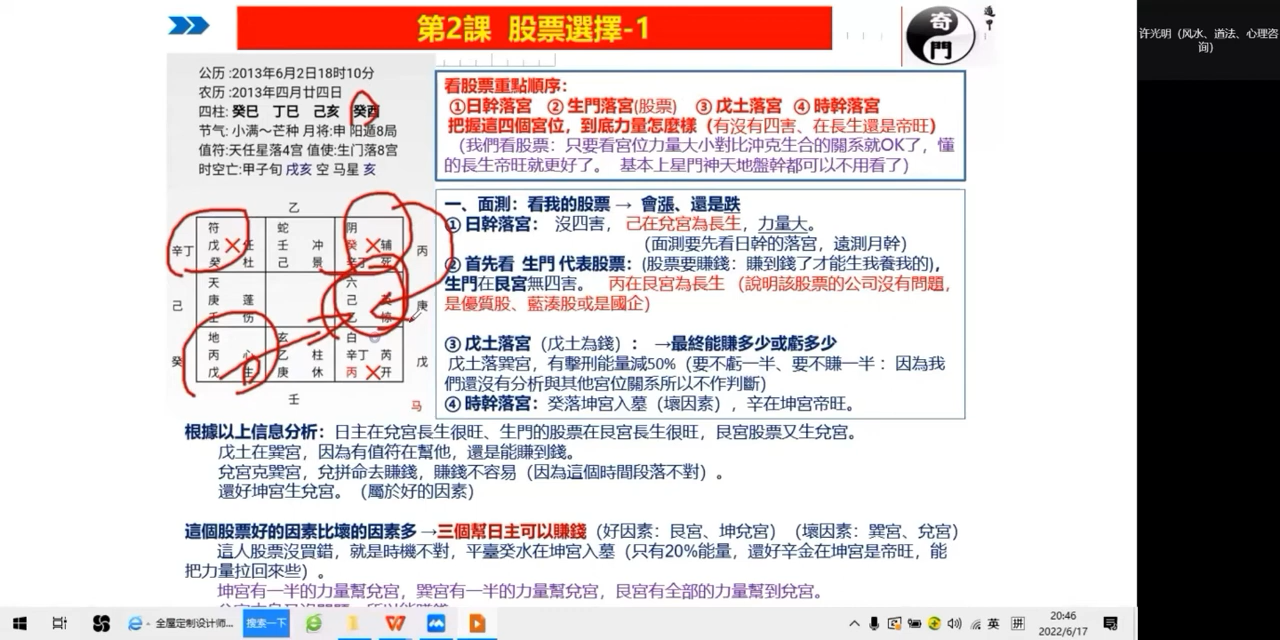 第2課 股票選擇-1
奇門
遁甲
许光明（风水、道法、心理咨
询）
公历:2013年6月2日18时10分
农历:2013年四月廿四日
四柱: 癸巳 丁巳 己亥 癸酉
节气: 小满～芒种 月将:申 阳遁8局
值符:天任星落4宫 值使:生门落8宫
时空亡:甲子旬 戌亥 空 马星 亥
乙
符 蛇 阴
辛丁 戊 任 壬 冲 癸 辅 丙
癸 杜 己 景 辛丁 死
天 六
己 庚 蓬 己 英 庚
壬 伤 乙 惊
地 玄 白
癸 丙 心 乙 柱 辛丁 芮 戊
戊 生 庚 休 丙 开
壬 马
看股票重點順序:
①日幹落宮 ②生門落宮(股票) ③戊土落宮 ④時幹落宮
把握這四個宮位，到底力量怎麼樣（有沒有四害、在長生還是帝旺）
（我們看股票：只要看宮位力量大小對比沖克生合的關系就OK了，懂
的長生帝旺就更好了。 基本上星門神天地盤幹都可以不用看了）
一、面測：看我的股票→ 會漲、還是跌
①日幹落宮：沒四害，己在兌宮為長生，力量大。
（面測要先看日幹的落宮，遠測月幹）
②首先看 生門 代表股票：（股票要賺錢：賺到錢了才能生我養我的），
生門在艮宮無四害。 丙在艮宮為長生（說明該股票的公司沒有問題，
是優質股、藍湊股或是國企）
③戊土落宮（戊土為錢）： →最終能賺多少或虧多少
戊土落巽宮，有擊刑能量減50%（要不虧一半、要不賺一半：因為我
們還沒有分析與其他宮位關系所以不作判斷）
④時幹落宮：癸落坤宮入墓（壞因素），辛在坤宮帝旺。
根據以上信息分析：日主在兌宮長生很旺、生門的股票在艮宮長生很旺，艮宮股票又生兌宮。
戊土在巽宮，因為有值符在幫他，還是能賺到錢。
兌宮克巽宮，兌拼命去賺錢，賺錢不容易（因為這個時間段落不對）。
還好坤宮生兌宮。（屬於好的因素）
這個股票好的因素比壞的因素多→三個幫日主可以賺錢（好因素：艮宮、坤兌宮）（壞因素：巽宮、兌宮）
這人股票沒買錯，就是時機不對，平臺癸水在坤宮入墓（只有20%能量，還好辛金在坤宮是帝旺，能
把力量拉回來些）。
坤宮有一半的力量幫兌宮，巽宮有一半的力量幫兌宮，艮宮有全部的力量幫到兌宮。
全屋定制设计师...
搜索一下
英
拼
20:46
2022/6/17